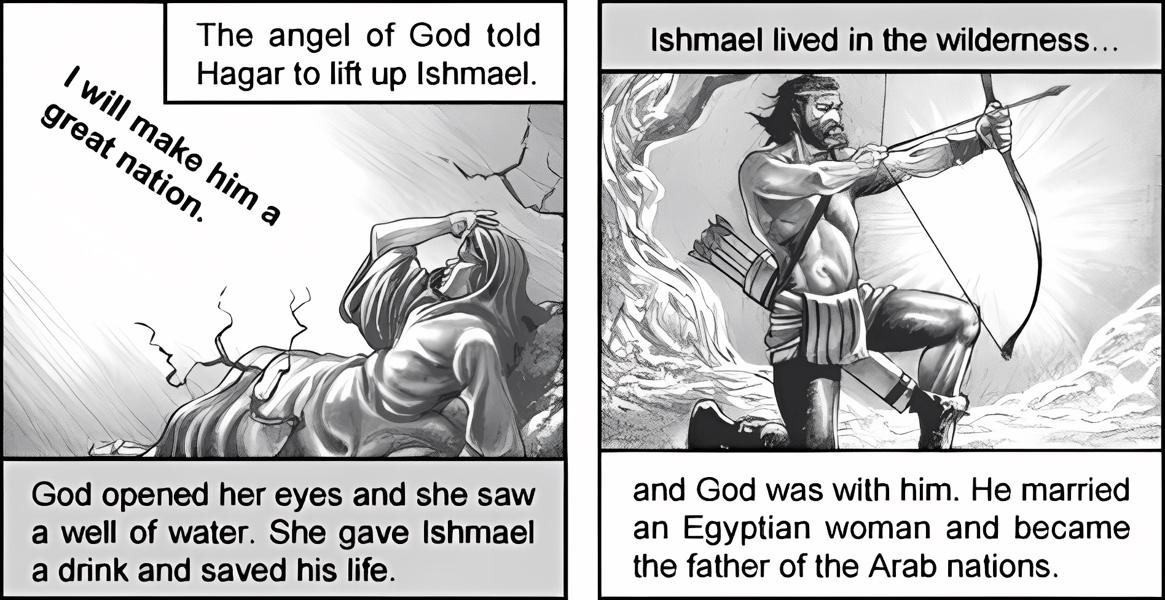 The angel of God told
Hagar to lift up Ishmael.
I will make him a
great nation.
God opened her eyes and she saw
a well of water. She gave Ishmael
a drink and saved his life.
Ishmael lived in the wilderness...
and God was with him. He married
an Egyptian woman and became
the father of the Arab nations.